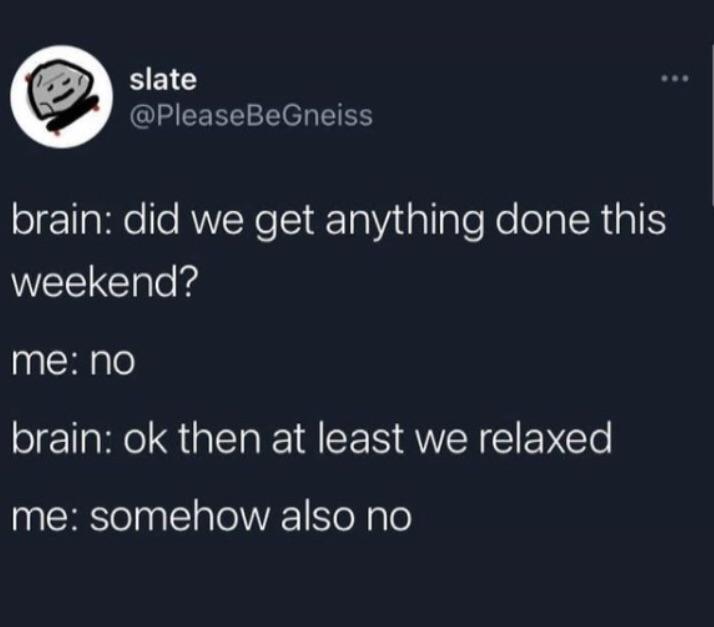 slate
@PleaseBeGneiss
brain: did we get anything done this
weekend?
me: no
brain: ok then at least we relaxed
me: somehow also no